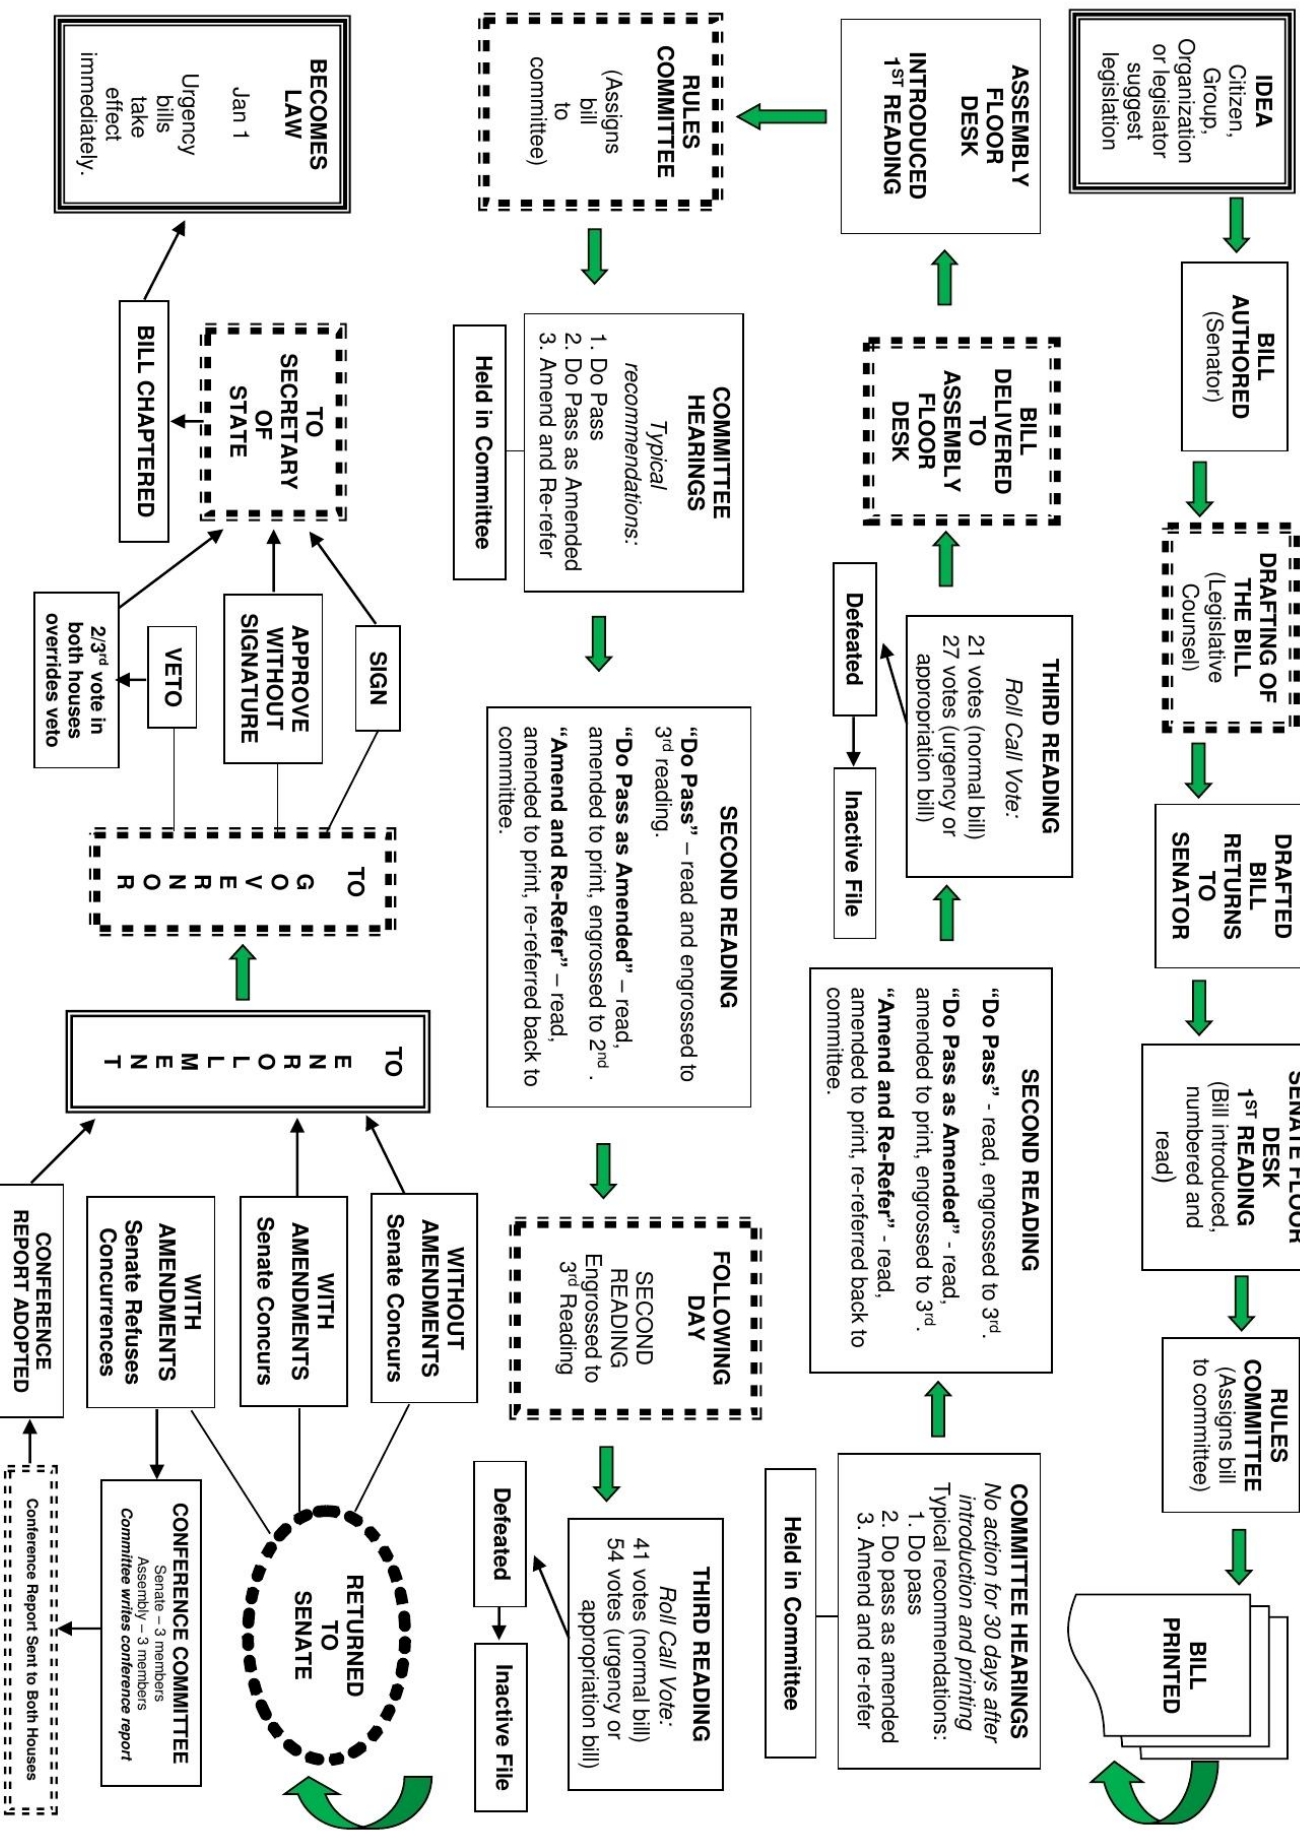 IDEA
Citizen,
Group,
Organization
or legislator
suggest
legislation
BILL
AUTHORED
(Senator)
DRAFTING OF
THE BILL
(Legislative
Counsel)
DRAFTED
BILL
RETURNS
TO
SENATOR
SENATE FLOOR
DESK
1ST READING
(Bill introduced,
numbered and
read)
RULES
COMMITTEE
(Assigns bill
to committee)
BILL
PRINTED
COMMITTEE HEARINGS
No action for 30 days after
introduction and printing
Typical recommendations:
1. Do pass
2. Do pass as amended
3. Amend and re-refer
Held in Committee
SECOND READING
“Do Pass” - read, engrossed to 3rd.
“Do Pass as Amended” - read,
amended to print, engrossed to 3rd.
“Amend and Re-Refer” - read,
amended to print, re-referred back to
committee.
THIRD READING
Roll Call Vote:
21 votes (normal bill)
27 votes (urgency or
appropriation bill)
Defeated
Inactive File
BILL
DELIVERED
TO
ASSEMBLY
FLOOR
DESK
ASSEMBLY
FLOOR
DESK
INTRODUCED
1ST READING
RULES
COMMITTEE
(Assigns
bill
to
committee)
COMMITTEE
HEARINGS
Typical
recommendations:
1. Do Pass
2. Do Pass as Amended
3. Amend and Re-refer
Held in Committee
SECOND READING
“Do Pass” – read and engrossed to
3rd reading.
“Do Pass as Amended” – read,
amended to print, engrossed to 2nd .
“Amend and Re-Refer” – read,
amended to print, re-referred back to
committee.
FOLLOWING
DAY
SECOND
READING
Engrossed to
3rd Reading
THIRD READING
Roll Call Vote:
41 votes (normal bill)
54 votes (urgency or
appropriation bill)
Defeated
Inactive File
RETURNED
TO
SENATE
WITHOUT
AMENDMENTS
Senate Concurs
WITH
AMENDMENTS
Senate Concurs
WITH
AMENDMENTS
Senate Refuses
Concurrences
CONFERENCE COMMITTEE
Senate – 3 members
Assembly – 3 members
Committee writes conference report
Conference Report Sent to Both Houses
CONFERENCE
REPORT ADOPTED
TO
E
N
R
O
L
L
M
E
N
T
TO
G
O
V
E
R
N
O
R
SIGN
APPROVE
WITHOUT
SIGNATURE
VETO
2/3rd vote in
both houses
overrides veto
TO
SECRETARY
OF
STATE
BILL CHAPTERED
BECOMES
LAW
Jan 1
Urgency
bills
take
effect
immediately.